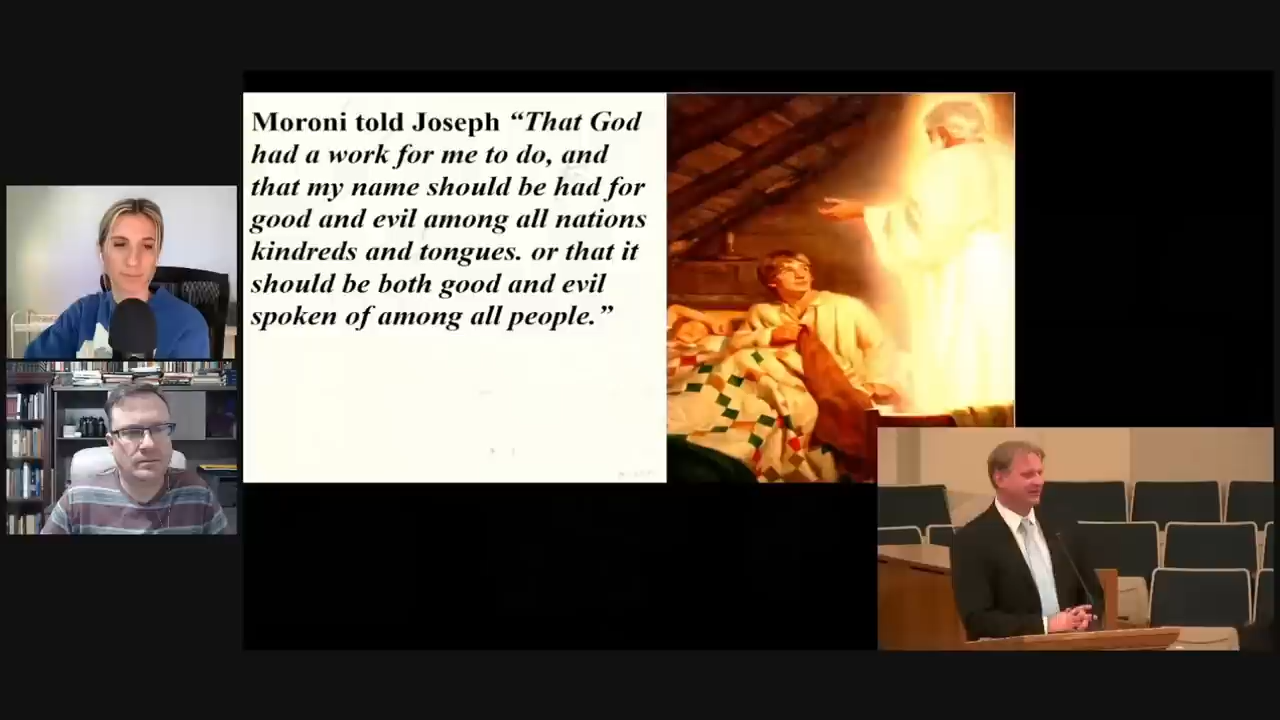 Moroni told Joseph “That God
had a work for me to do, and
that my name should be had for
good and evil among all nations
kindreds and tongues. or that it
should be both good and evil
spoken of among all people.”